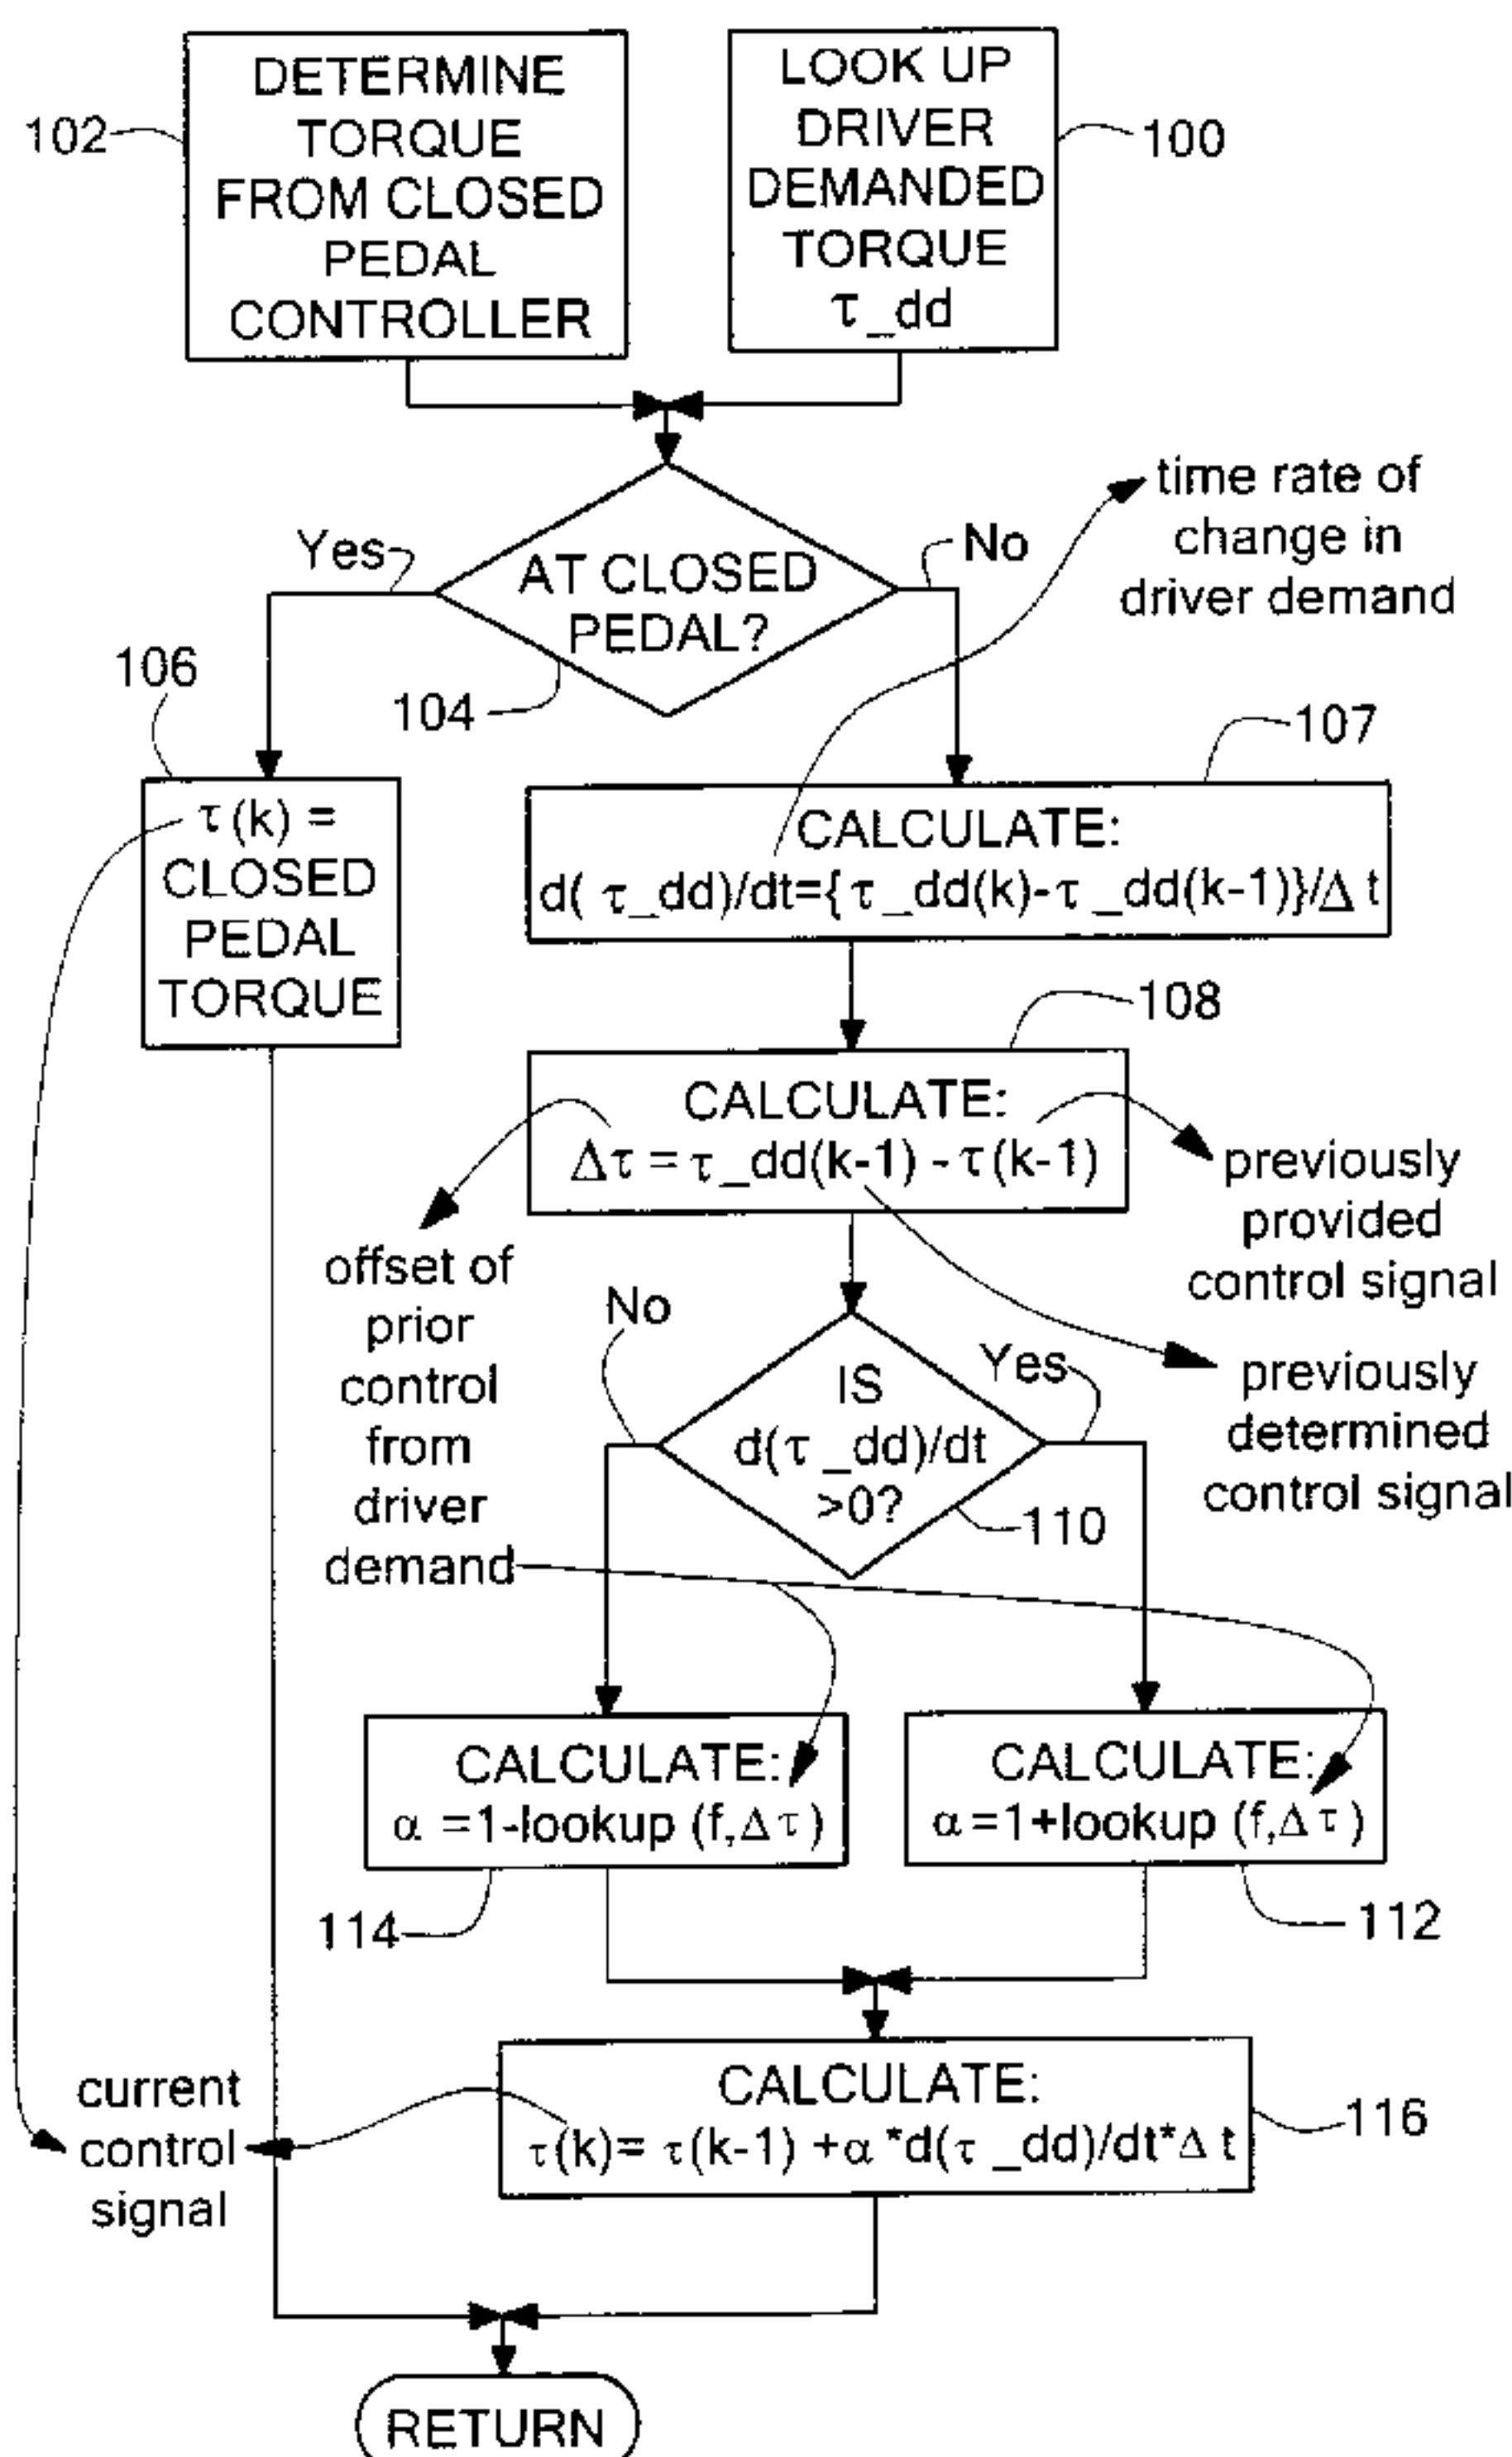 DETERMINE
TORQUE
FROM CLOSED
PEDAL
CONTROLLER
102
LOOK UP
DRIVER
DEMANDED
TORQUE
τ_dd
100
AT CLOSED
PEDAL?
Yes
No
104
time rate of
change in
driver demand
106
τ(k) =
CLOSED
PEDAL
TORQUE
107
CALCULATE:
d( τ_dd)/dt={τ_dd(k)-τ_dd(k-1)}/Δ t
108
CALCULATE:
Δτ = τ_dd(k-1) - τ(k-1)
previously
provided
control signal
offset of
prior
control
from
driver
demand
previously
determined
control signal
No
Yes
IS
d(τ_dd)/dt
>0?
110
CALCULATE:
α =1-lookup (f,Δτ)
114
CALCULATE:
α=1+lookup (f,Δτ)
112
CALCULATE:
τ(k)= τ(k-1) +α *d(τ_dd)/dt*Δ t
116
current
control
signal
RETURN